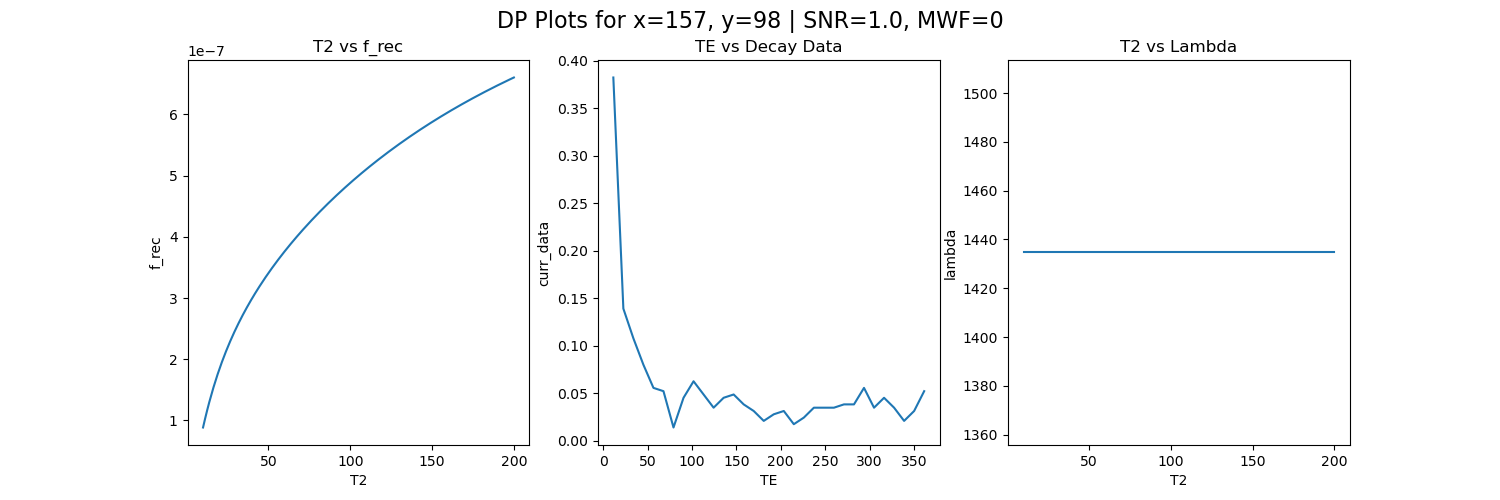 DP Plots for x=157, y=98 | SNR=1.0, MWF=0
T2 vs f_rec
1e−7
6
5
4
3
2
1
f_rec
50 100 150 200
T2
TE vs Decay Data
0.40
0.35
0.30
0.25
0.20
0.15
0.10
0.05
0.00
curr_data
0 50 100 150 200 250 300 350
TE
T2 vs Lambda
1500
1480
1460
1440
1420
1400
1380
1360
lambda
50 100 150 200
T2